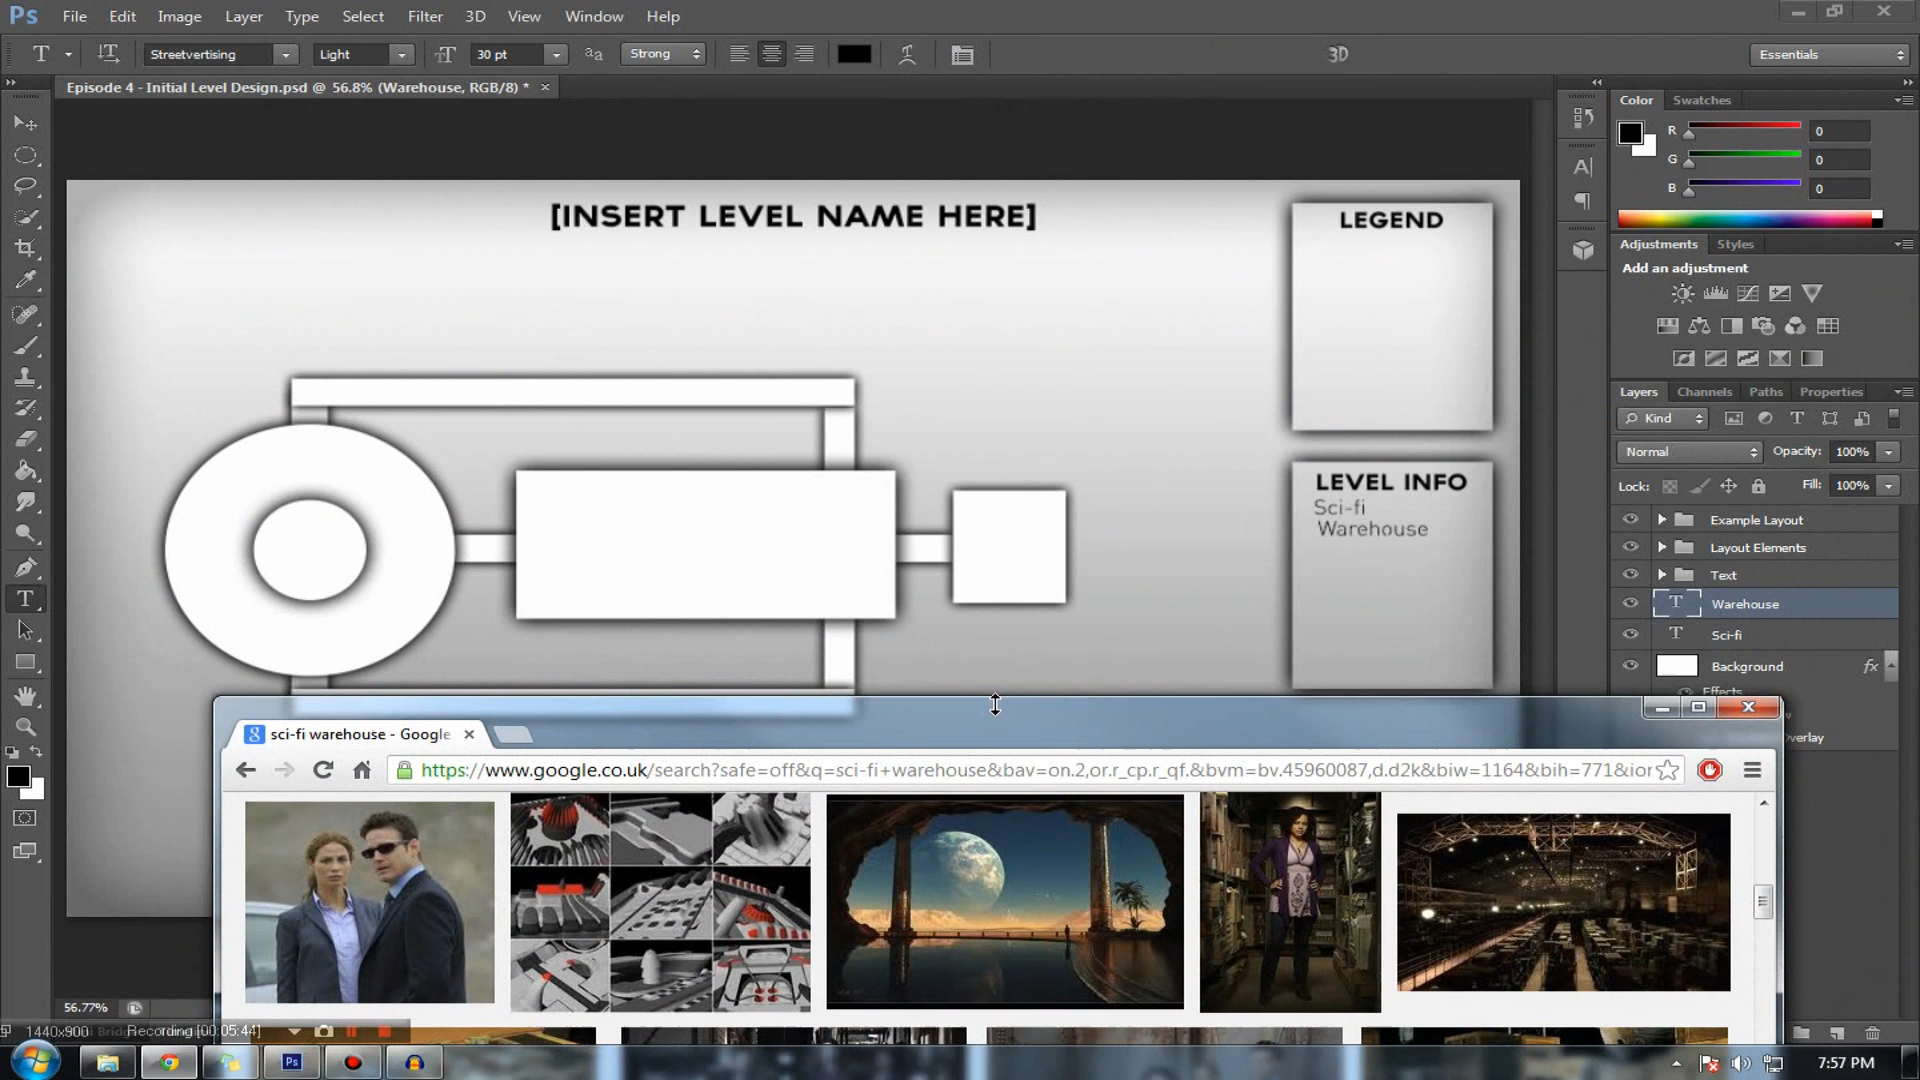 Ps File Edit Image Layer Type Select Filter 3D View Window Help
T Streetvertising Light 30 pt aa Strong 3D Essentials
Episode 4 - Initial Level Design.psd @ 56.8% (Warehouse, RGB/8) *
Color Swatches
R 0
G 0
B 0
Adjustments Styles
Add an adjustment
Layers Channels Paths Properties
Kind
Normal Opacity: 100%
Lock: Fill: 100%
Example Layout
Layout Elements
Text
Warehouse
Sci-fi
Background fx
Effects
[INSERT LEVEL NAME HERE]
LEGEND
LEVEL INFO
Sci-fi
Warehouse
sci-fi warehouse - Google
https://www.google.co.uk/search?safe=off&q=sci-fi+warehouse&bav=on.2,or.r_cp.r_qf.&bvm=bv.45960087,d.d2k&biw=1164&bih=771&ior
56.77%
1440x900 Recording [00:05:44]
Ps
7:57 PM